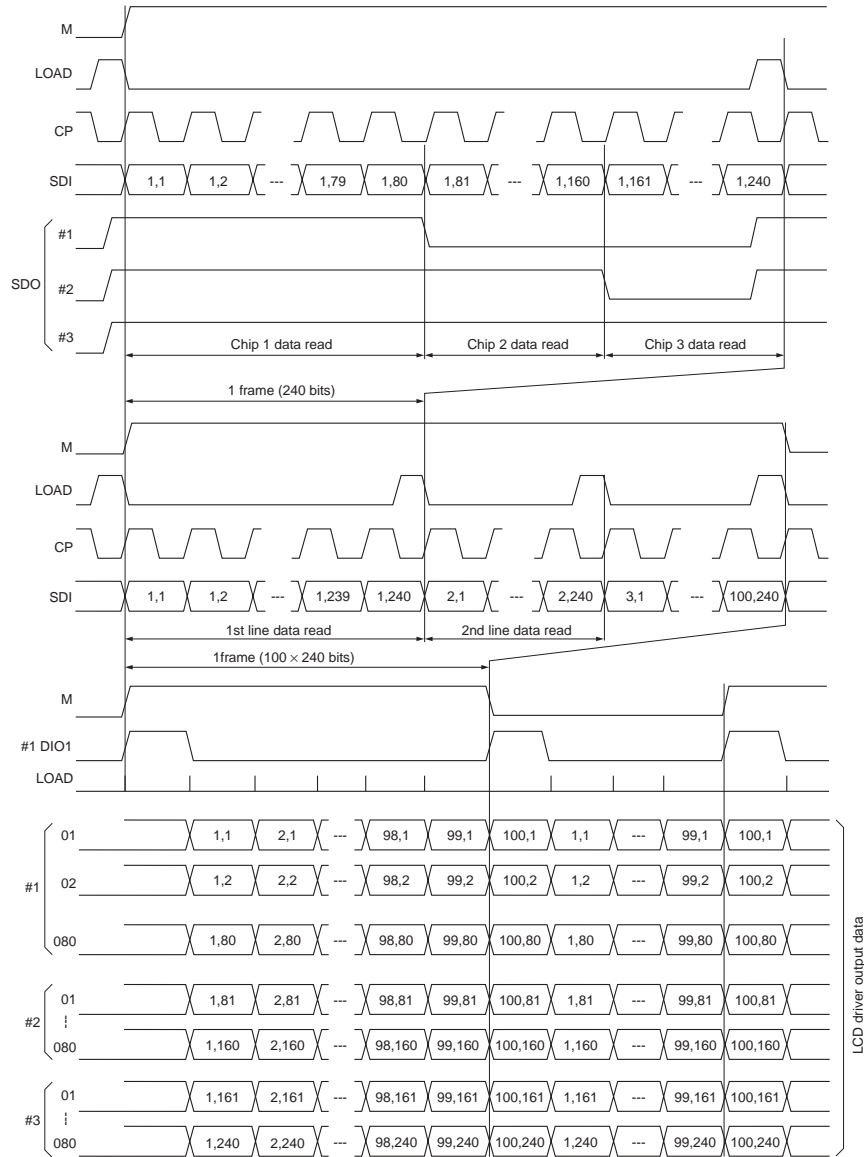 M
LOAD
CP
SDI 1,1 1,2 --- 1,79 1,80 1,81 --- 1,160 1,161 --- 1,240
SDO
#1
#2
#3
Chip 1 data read Chip 2 data read Chip 3 data read
1 frame (240 bits)
M
LOAD
CP
SDI 1,1 1,2 --- 1,239 1,240 2,1 --- 2,240 3,1 --- 100,240
1st line data read 2nd line data read
1frame (100 × 240 bits)
M
#1 DIO1
LOAD
#1
01 1,1 2,1 --- 98,1 99,1 100,1 1,1 --- 99,1 100,1
02 1,2 2,2 --- 98,2 99,2 100,2 1,2 --- 99,2 100,2
080 1,80 2,80 --- 98,80 99,80 100,80 1,80 --- 99,80 100,80
#2
01 1,81 2,81 --- 98,81 99,81 100,81 1,81 --- 99,81 100,81
080 1,160 2,160 --- 98,160 99,160 100,160 1,160 --- 99,160 100,160
#3
01 1,161 2,161 --- 98,161 99,161 100,161 1,161 --- 99,161 100,161
080 1,240 2,240 --- 98,240 99,240 100,240 1,240 --- 99,240 100,240
LCD driver output data